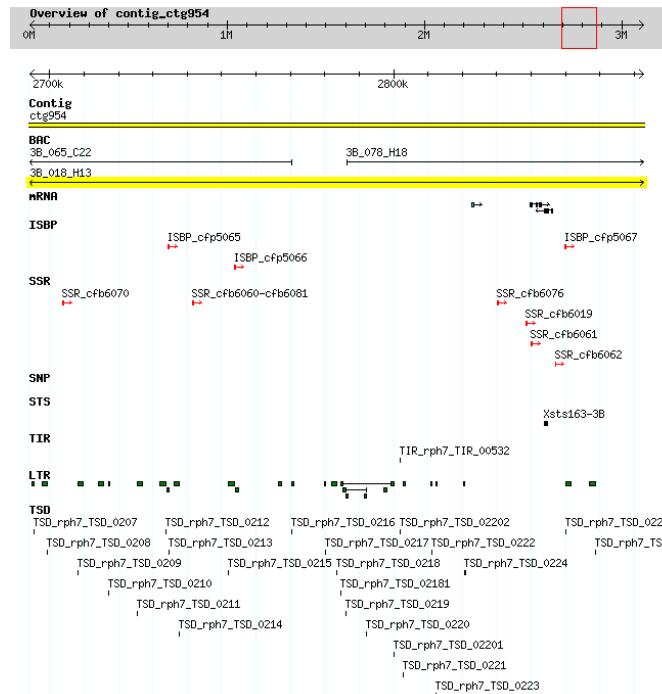 Overview of contig_ctg954
0M 1M 2M 3M
2700k 2800k
Contig
ctg954
BAC
3B_065_C22 3B_078_H18
3B_018_H13
mRNA
ISBP
ISBP_cfp5065 ISBP_cfp5067
ISBP_cfp5066
SSR
SSR_cfb6070 SSR_cfb6060-cfb6081 SSR_cfb6076
SSR_cfb6019
SSR_cfb6061
SSR_cfb6062
SNP
STS
Xsts163-3B
TIR
TIR_rph7_TIR_00532
LTR
TSD
TSD_rph7_TSD_0207 TSD_rph7_TSD_0212 TSD_rph7_TSD_0216 TSD_rph7_TSD_02202 TSD_rph7_TSD_022
TSD_rph7_TSD_0208 TSD_rph7_TSD_0213 TSD_rph7_TSD_0217 TSD_rph7_TSD_0222 TSD_rph7_TS
TSD_rph7_TSD_0209 TSD_rph7_TSD_0215 TSD_rph7_TSD_0218 TSD_rph7_TSD_0224
TSD_rph7_TSD_0210 TSD_rph7_TSD_02181
TSD_rph7_TSD_0211 TSD_rph7_TSD_0219
TSD_rph7_TSD_0214 TSD_rph7_TSD_0220
TSD_rph7_TSD_02201
TSD_rph7_TSD_0221
TSD_rph7_TSD_0223